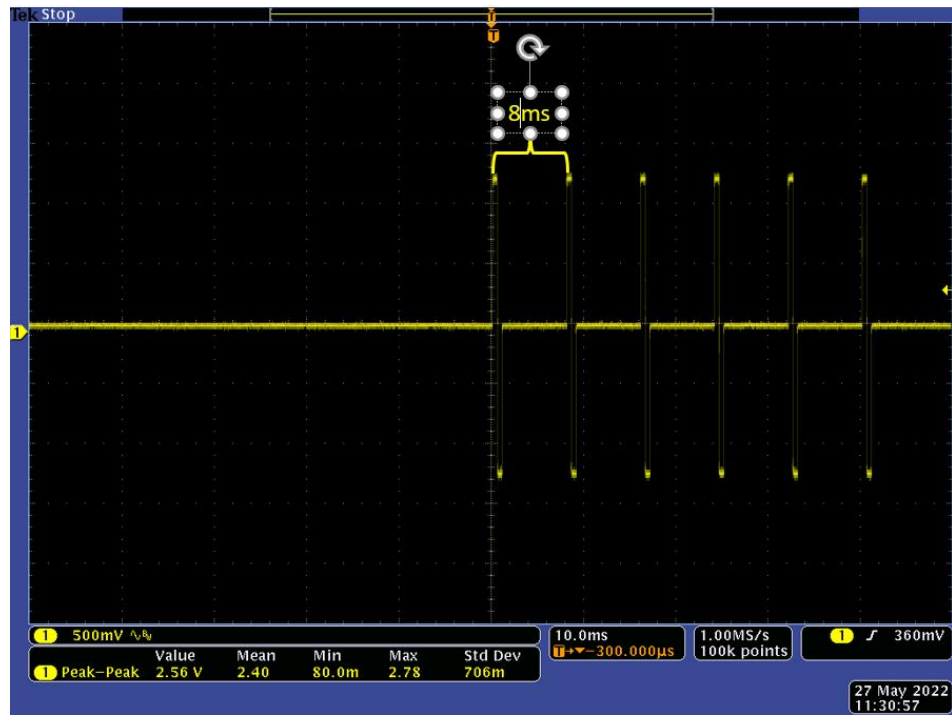 Tek Stop
T
T
8ms
1
1 500mV ∿ BW
10.0ms
T→▼−300.000µs
1.00MS/s
100k points
1 ʃ 360mV
Value Mean Min Max Std Dev
1 Peak−Peak 2.56 V 2.40 80.0m 2.78 706m
27 May 2022
11:30:57